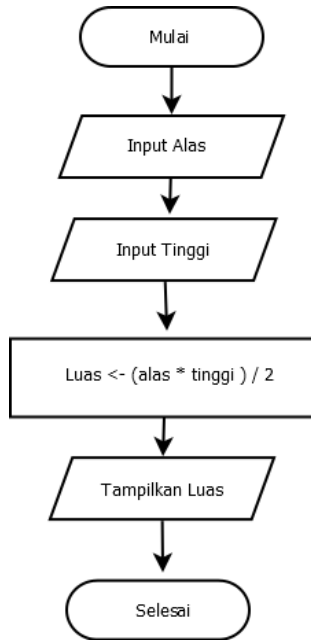 Mulai
Input Alas
Input Tinggi
Luas <- (alas * tinggi ) / 2
Tampilkan Luas
Selesai